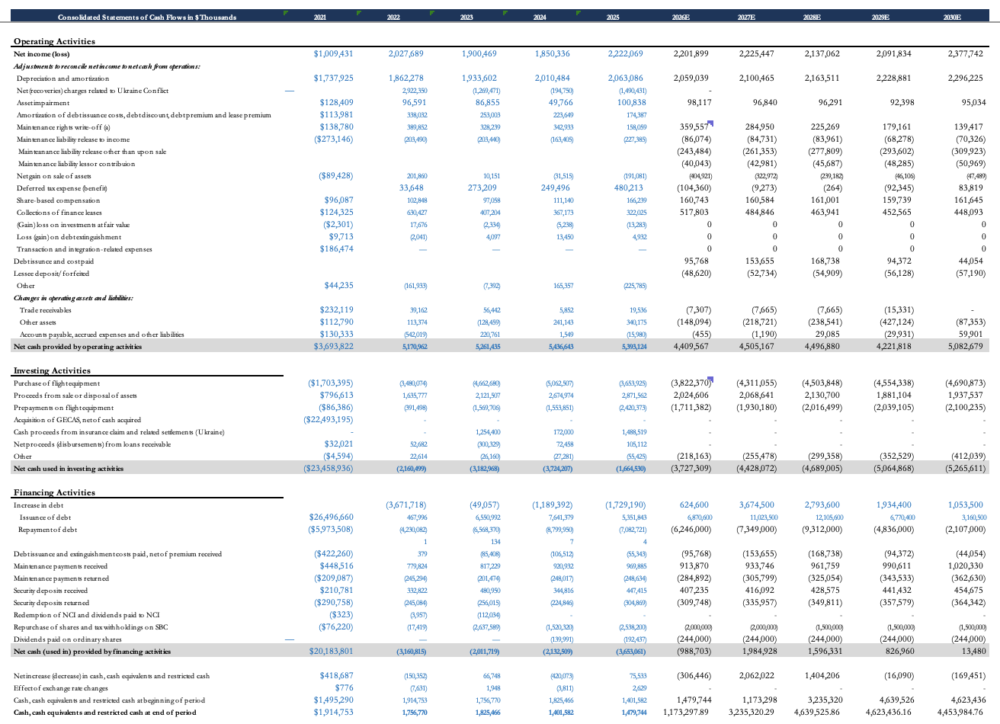 Consolidated Statements of Cash Flows in $ Thousands 2021 2022 2023 2024 2025 2026E 2027E 2028E 2029E 2030E
Operating Activities
Net income (loss) $1,009,431 2,027,689 1,900,469 1,850,336 2,222,069 2,201,899 2,225,447 2,137,062 2,091,834 2,377,742
Adjustments to reconcile net income to net cash from operations:
Depreciation and amortization $1,737,925 1,862,278 1,933,602 2,010,484 2,063,086 2,059,039 2,100,465 2,163,511 2,228,881 2,296,225
Net (recoveries) charges related to Ukraine Conflict — 2,922,350 (1,269,471) (194,750) (1,490,431) -
Asset impairment $128,409 96,591 86,855 49,766 100,838 98,117 96,840 96,291 92,398 95,034
Amortization of debt issuance costs, debt discount, debt premium and lease premium $113,981 338,032 253,003 223,649 174,387
Maintenance rights write-off (a) $138,780 389,852 328,239 342,933 158,059 359,557 284,950 225,269 179,161 139,417
Maintenance liability release to income ($273,146) (203,490) (203,440) (163,405) (227,385) (86,074) (84,731) (83,961) (68,278) (70,326)
Mainteanance liability release other than upon sale (243,484) (261,353) (277,809) (293,602) (309,923)
Maintenance liability lessor contribuion (40,043) (42,981) (45,687) (48,285) (50,969)
Net gain on sale of assets ($89,428) 201,860 10,151 (31,515) (191,081) (404,921) (322,972) (239,182) (46,106) (47,489)
Deferred tax expense (benefit) 33,648 273,209 249,496 480,213 (104,360) (9,273) (264) (92,345) 83,819
Share-based compensation $96,087 102,848 97,058 111,140 166,239 160,743 160,584 161,001 159,739 161,645
Collections of finance leases $124,325 630,427 407,204 367,173 322,025 517,803 484,846 463,941 452,565 448,093
(Gain) loss on investments at fair value ($2,301) 17,676 (2,334) (5,238) (13,283) 0 0 0 0 0
Loss (gain) on debt extinguishment $9,713 (2,041) 4,097 13,450 4,932 0 0 0 0 0
Transaction and integration-related expenses $186,474 — — — — 0 0 0 0 0
Debt issunce and cost paid 95,768 153,655 168,738 94,372 44,054
Lessee deposit/ forfeited (48,620) (52,734) (54,909) (56,128) (57,190)
Other $44,235 (161,933) (7,392) 165,357 (225,785)
Changes in operating assets and liabilities:
Trade receivables $232,119 39,162 56,442 5,852 19,536 (7,307) (7,665) (7,665) (15,331) -
Other assets $112,790 113,374 (128,459) 241,143 340,175 (148,094) (218,721) (238,541) (427,124) (87,353)
Accounts payable, accrued expenses and other liabilities $130,333 (542,019) 220,761 1,549 (15,980) (455) (1,190) 29,085 (29,931) 59,901
Net cash provided by operating activities $3,693,822 5,170,962 5,261,435 5,436,643 5,393,124 4,409,567 4,505,167 4,496,880 4,221,818 5,082,679
Investing Activities
Purchase of flight equipment ($1,703,395) (3,480,074) (4,662,680) (5,062,507) (3,653,925) (3,822,370) (4,311,055) (4,503,848) (4,554,338) (4,690,873)
Proceeds from sale or disposal of assets $796,613 1,635,777 2,121,507 2,674,974 2,871,562 2,024,606 2,068,641 2,130,700 1,881,104 1,937,537
Prepayments on flight equipment ($86,386) (391,498) (1,569,706) (1,553,851) (2,420,373) (1,711,382) (1,930,180) (2,016,499) (2,039,105) (2,100,235)
Acquisition of GECAS, net of cash acquired ($22,493,195) - - - - - - - - -
Cash proceeds from insurance claim and related settlements (Ukraine) - - 1,254,400 172,000 1,488,519 - - - - -
Net proceeds (disbursements) from loans receivable $32,021 52,682 (300,329) 72,458 105,112 - - - - -
Other ($4,594) 22,614 (26,160) (27,281) (55,425) (218,163) (255,478) (299,358) (352,529) (412,039)
Net cash used in investing activities ($23,458,936) (2,160,499) (3,182,968) (3,724,207) (1,664,530) (3,727,309) (4,428,072) (4,689,005) (5,064,868) (5,265,611)
Financing Activities
Increase in debt (3,671,718) (49,057) (1,189,392) (1,729,190) 624,600 3,674,500 2,793,600 1,934,400 1,053,500
Issuance of debt $26,496,660 467,996 6,550,992 7,641,379 5,351,843 6,870,600 11,023,500 12,105,600 6,770,400 3,160,500
Repayment of debt ($5,973,508) (4,230,082) (6,568,370) (8,799,950) (7,082,721) (6,246,000) (7,349,000) (9,312,000) (4,836,000) (2,107,000)
1 134 7 4
Debt issuance and extinguishment costs paid, net of premium received ($422,260) 379 (85,408) (106,512) (55,343) (95,768) (153,655) (168,738) (94,372) (44,054)
Maintenance payments received $448,516 779,824 817,229 920,932 969,885 913,870 933,746 961,759 990,611 1,020,330
Maintenance payments returned ($209,087) (245,294) (201,474) (248,017) (248,634) (284,892) (305,799) (325,054) (343,533) (362,630)
Security deposits received $210,781 332,822 480,950 344,816 447,415 407,235 416,092 428,575 441,432 454,675
Security deposits returned ($290,758) (245,084) (256,015) (224,846) (304,869) (309,748) (335,957) (349,811) (357,579) (364,342)
Redemption of NCI and dividends paid to NCI ($323) (3,957) (112,034) - - - - - - -
Repurchase of shares and tax withholdings on SBC ($76,220) (17,419) (2,637,589) (1,520,320) (2,538,200) (2,000,000) (2,000,000) (1,500,000) (1,500,000) (1,500,000)
Dividends paid on ordinary shares — — — (139,991) (192,437) (244,000) (244,000) (244,000) (244,000) (244,000)
Net cash (used in) provided by financing activities $20,183,801 (3,160,815) (2,011,719) (2,132,509) (3,653,061) (988,703) 1,984,928 1,596,331 826,960 13,480
Net increase (decrease) in cash, cash equivalents and restricted cash $418,687 (150,352) 66,748 (420,073) 75,533 (306,446) 2,062,022 1,404,206 (16,090) (169,451)
Effect of exchange rate changes $776 (7,631) 1,948 (3,811) 2,629 - - - - -
Cash, cash equivalents and restricted cash at beginning of period $1,495,290 1,914,753 1,756,770 1,825,466 1,401,582 1,479,744 1,173,298 3,235,320 4,639,526 4,623,436
Cash, cash equivalents and restricted cash at end of period $1,914,753 1,756,770 1,825,466 1,401,582 1,479,744 1,173,297.89 3,235,320.29 4,639,525.86 4,623,436.16 4,453,984.76